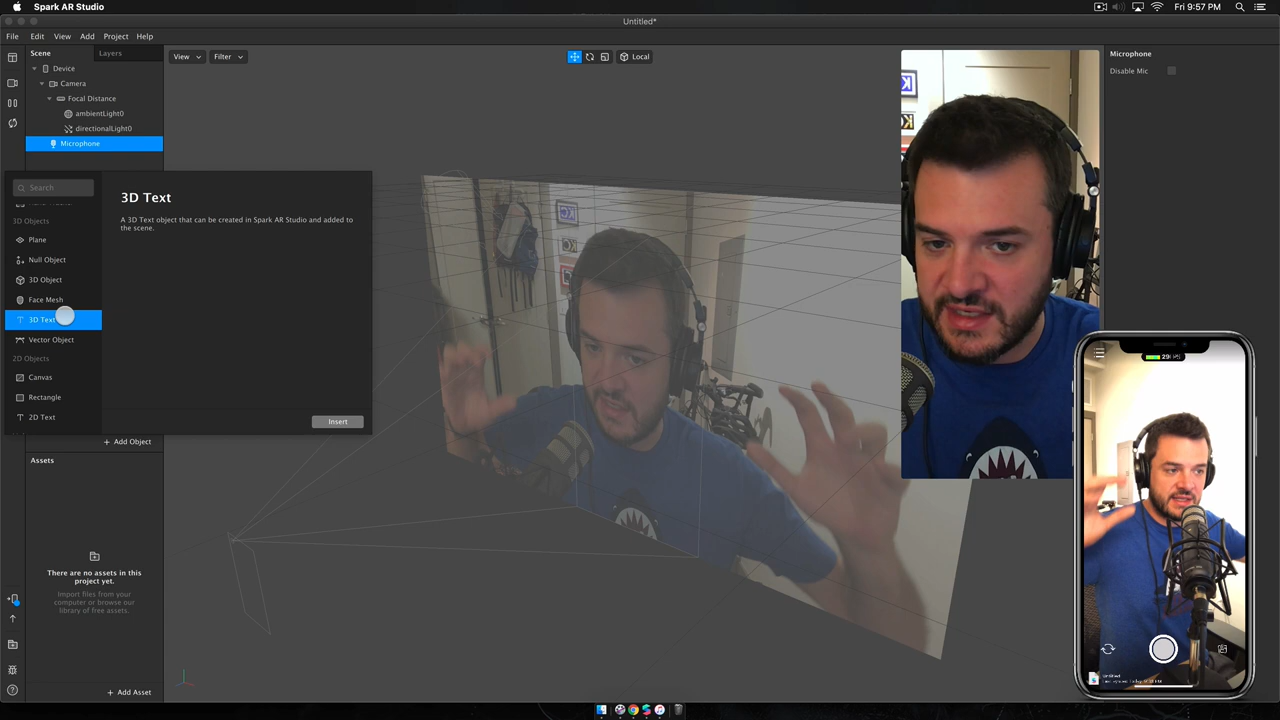 Spark AR Studio
Fri 9:57 PM
Untitled*
File Edit View Add Project Help
Scene
Layers
View
Filter
Local
Microphone
Disable Mic
Device
Camera
Focal Distance
ambientLight0
directionalLight0
Microphone
Search
3D Objects
Plane
Null Object
3D Object
Face Mesh
3D Text
Vector Object
2D Objects
Canvas
Rectangle
2D Text
3D Text
A 3D Text object that can be created in Spark AR Studio and added to
the scene.
Insert
+ Add Object
Assets
There are no assets in this
project yet.
Import files from your
computer or browse our
library of free assets.
+ Add Asset
KC
KC
29
Untitled